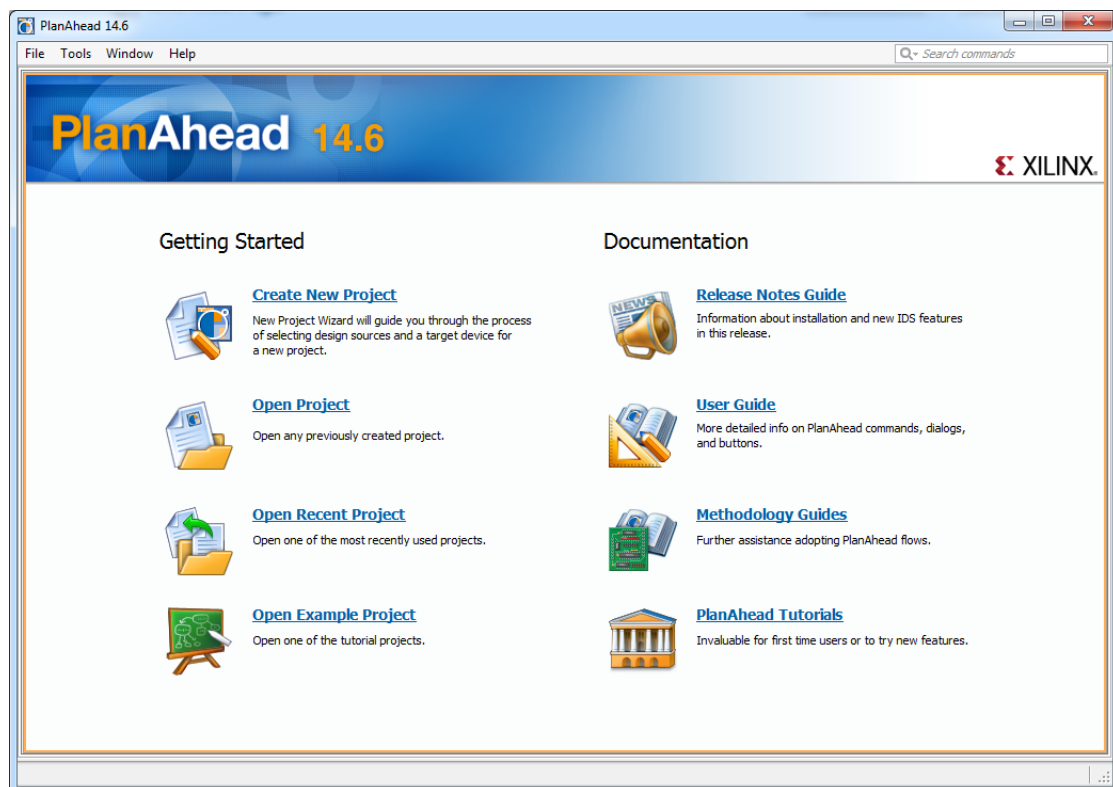 PlanAhead 14.6
File Tools Window Help
Search commands
PlanAhead 14.6
XILINX.
Getting Started
Create New Project
New Project Wizard will guide you through the process
of selecting design sources and a target device for
a new project.
Open Project
Open any previously created project.
Open Recent Project
Open one of the most recently used projects.
Open Example Project
Open one of the tutorial projects.
Documentation
NEWS
Release Notes Guide
Information about installation and new IDS features
in this release.
User Guide
More detailed info on PlanAhead commands, dialogs,
and buttons.
Methodology Guides
Further assistance adopting PlanAhead flows.
PlanAhead Tutorials
Invaluable for first time users or to try new features.